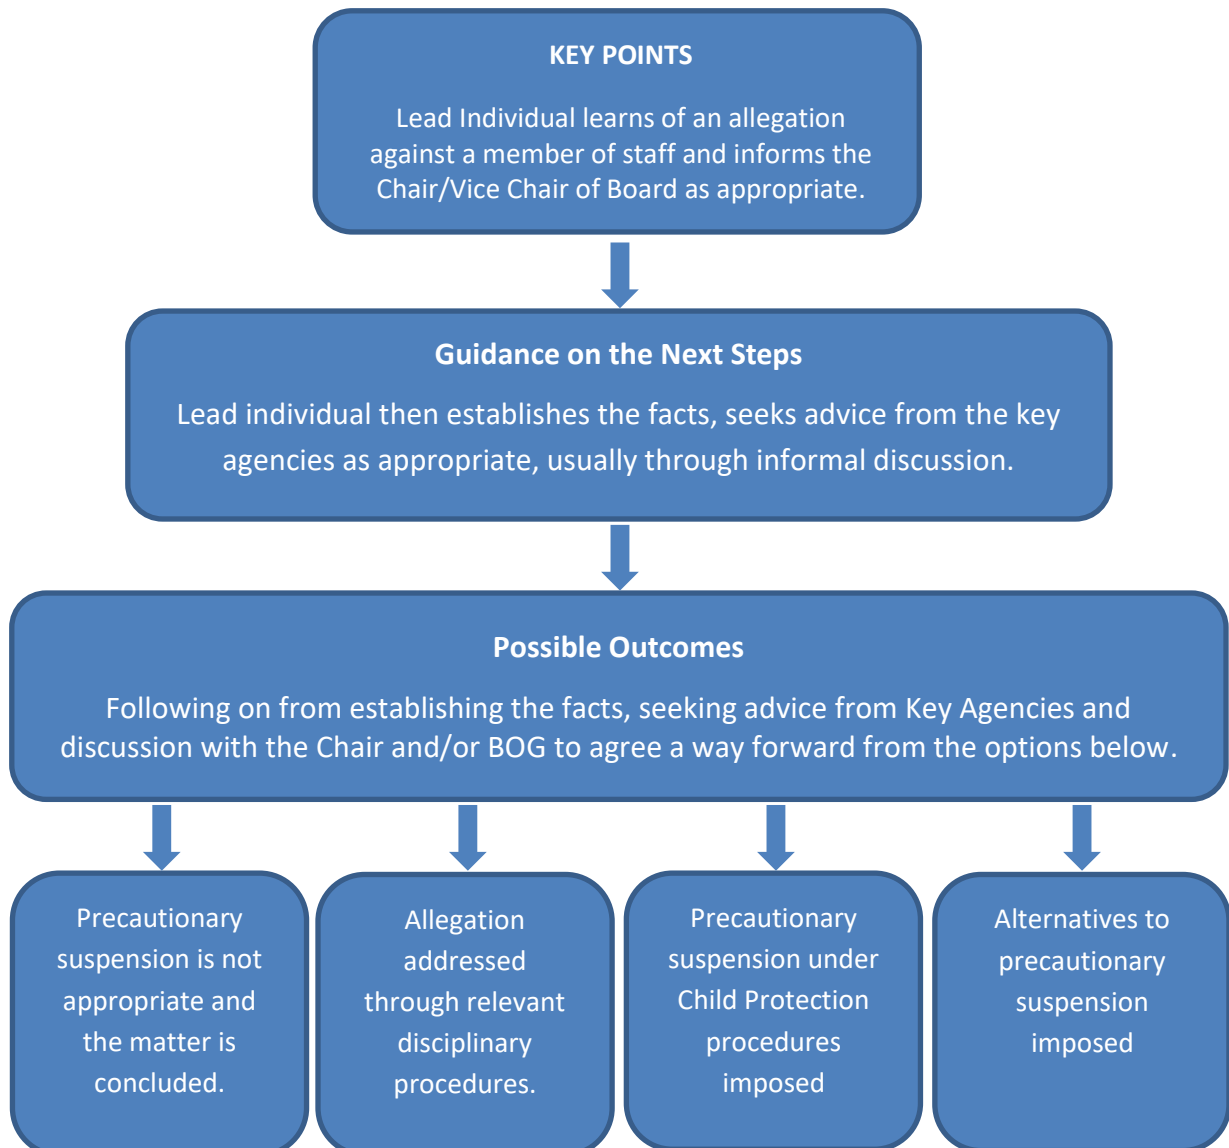 KEY POINTS
Lead Individual learns of an allegation
against a member of staff and informs the
Chair/Vice Chair of Board as appropriate.
Guidance on the Next Steps
Lead individual then establishes the facts, seeks advice from the key
agencies as appropriate, usually through informal discussion.
Possible Outcomes
Following on from establishing the facts, seeking advice from Key Agencies and
discussion with the Chair and/or BOG to agree a way forward from the options below.
Precautionary
suspension is not
appropriate and
the matter is
concluded.
Allegation
addressed
through relevant
disciplinary
procedures.
Precautionary
suspension under
Child Protection
procedures
imposed
Alternatives to
precautionary
suspension
imposed